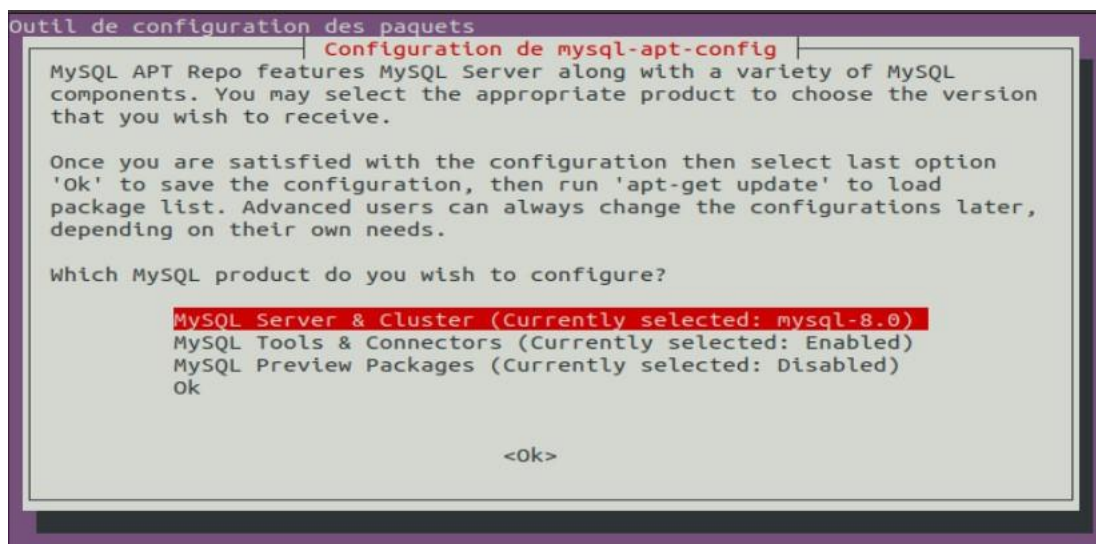 Outil de configuration des paquets
Configuration de mysql-apt-config
MySQL APT Repo features MySQL Server along with a variety of MySQL
components. You may select the appropriate product to choose the version
that you wish to receive.
Once you are satisfied with the configuration then select last option
'Ok' to save the configuration, then run 'apt-get update' to load
package list. Advanced users can always change the configurations later,
depending on their own needs.
Which MySQL product do you wish to configure?
MySQL Server & Cluster (Currently selected: mysql-8.0)
MySQL Tools & Connectors (Currently selected: Enabled)
MySQL Preview Packages (Currently selected: Disabled)
Ok
<Ok>